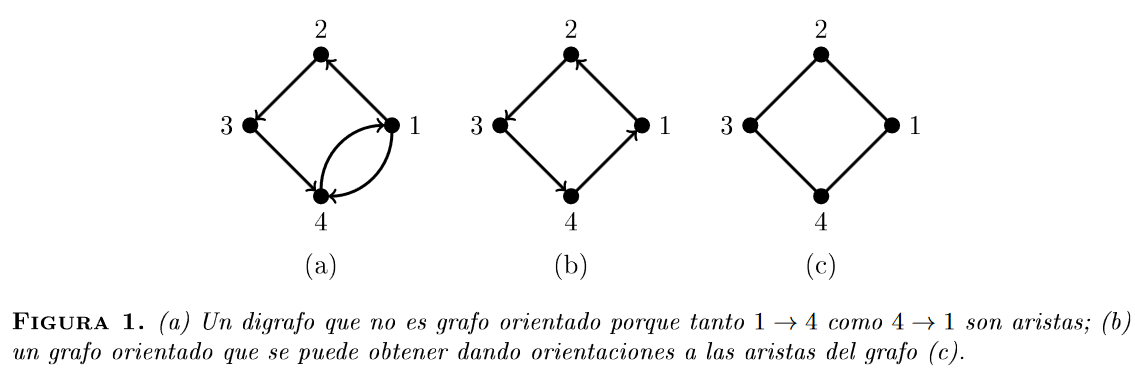 2 2 2
3 1 3 1 3 1
4 4 4
(a) (b) (c)
FIGURA 1. (a) Un digrafo que no es grafo orientado porque tanto 1 → 4 como 4 → 1 son aristas; (b)
un grafo orientado que se puede obtener dando orientaciones a las aristas del grafo (c).